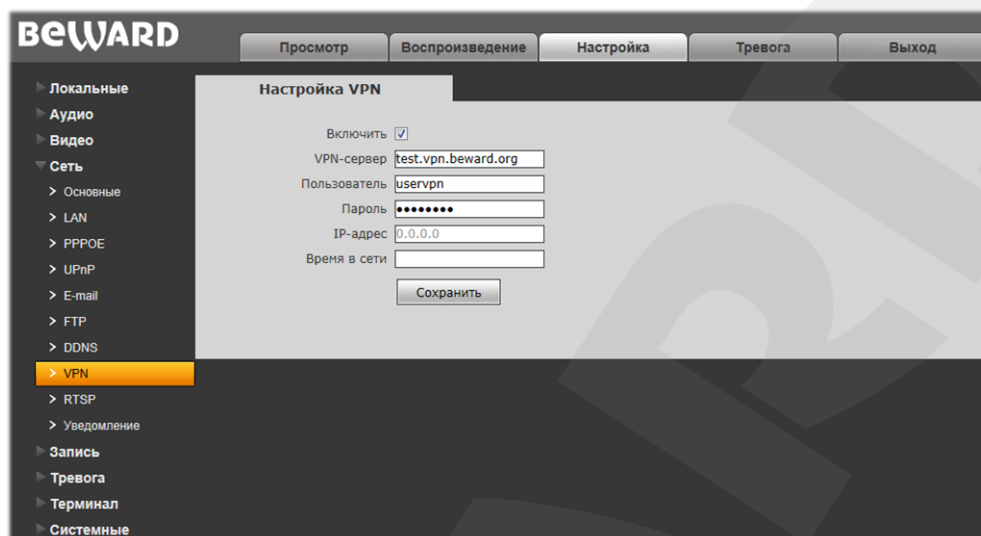 BEWARD
Просмотр
Воспроизведение
Настройка
Тревога
Выход
Локальные
Аудио
Видео
Сеть
> Основные
> LAN
> PPPOE
> UPnP
> E-mail
> FTP
> DDNS
> VPN
> RTSP
> Уведомление
Запись
Тревога
Терминал
Системные
Настройка VPN
Включить
VPN-сервер test.vpn.beward.org
Пользователь uservpn
Пароль ••••••••
IP-адрес 0.0.0.0
Время в сети
Сохранить